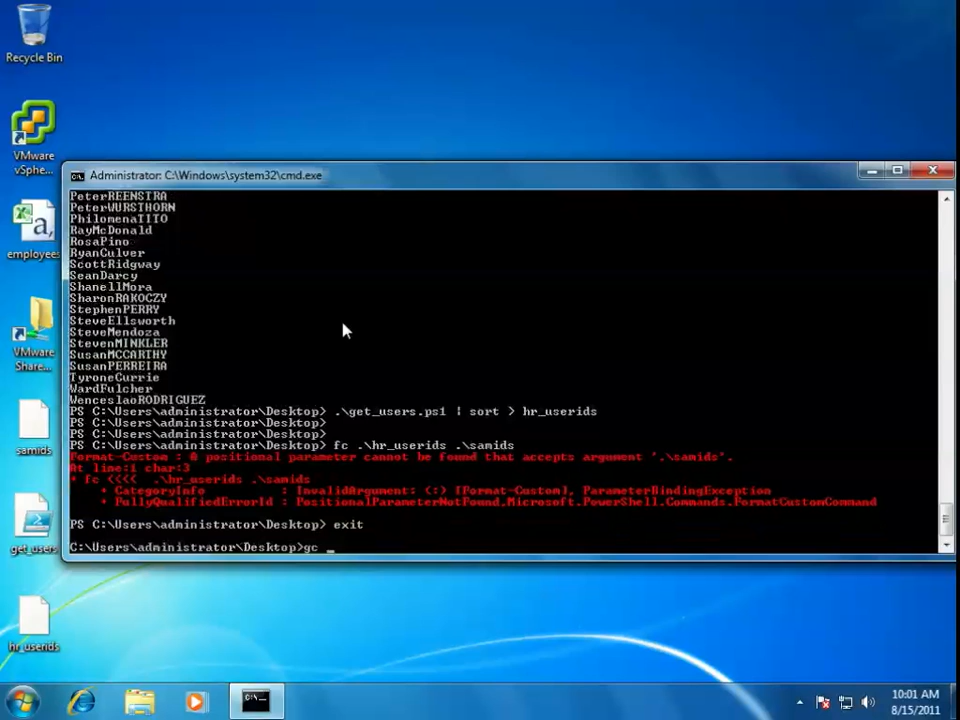 Recycle Bin
VMware
vSphe...
employees
VMware
Share...
samids
get_users
hr_userids
Administrator: C:\Windows\system32\cmd.exe
PeterREENSTRA
PeterWURSTHORN
PhilomenaTITO
RayMcDonald
RosaPino
RyanCulver
ScottRidgway
SeanDarcy
ShanellMora
SharonRAKOCZY
StephenPERRY
SteveEllsworth
SteveMendoza
StevenMINKLER
SusanMCCARTHY
SusanPERREIRA
TyroneCurrie
WardFulcher
WenceslaoRODRIGUEZ
PS C:\Users\administrator\Desktop> .\get_users.ps1 | sort > hr_userids
PS C:\Users\administrator\Desktop>
PS C:\Users\administrator\Desktop>
PS C:\Users\administrator\Desktop> fc .\hr_userids .\samids
Format-Custom : A positional parameter cannot be found that accepts argument '.\samids'.
At line:1 char:3
+ fc <<<< .\hr_userids .\samids
+ CategoryInfo : InvalidArgument: (:) [Format-Custom], ParameterBindingException
+ FullyQualifiedErrorId : PositionalParameterNotFound,Microsoft.PowerShell.Commands.FormatCustomCommand
PS C:\Users\administrator\Desktop> exit
C:\Users\administrator\Desktop>gc _
10:01 AM
8/15/2011